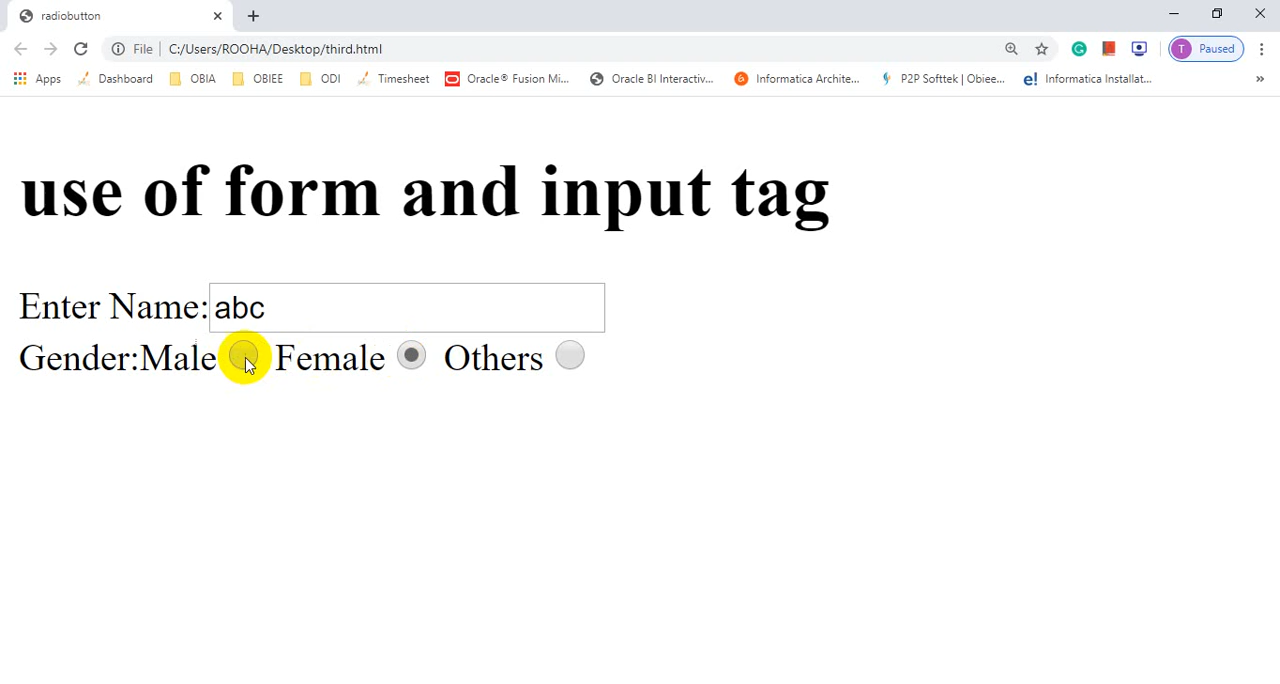 radiobutton
File C:/Users/ROOHA/Desktop/third.html T Paused
Apps Dashboard OBIA OBIEE ODI Timesheet Oracle® Fusion Mi... Oracle BI Interactiv... Informatica Archite... P2P Softtek | Obiee... e! Informatica Installat... »
use of form and input tag
Enter Name:abc
Gender:Male Female Others